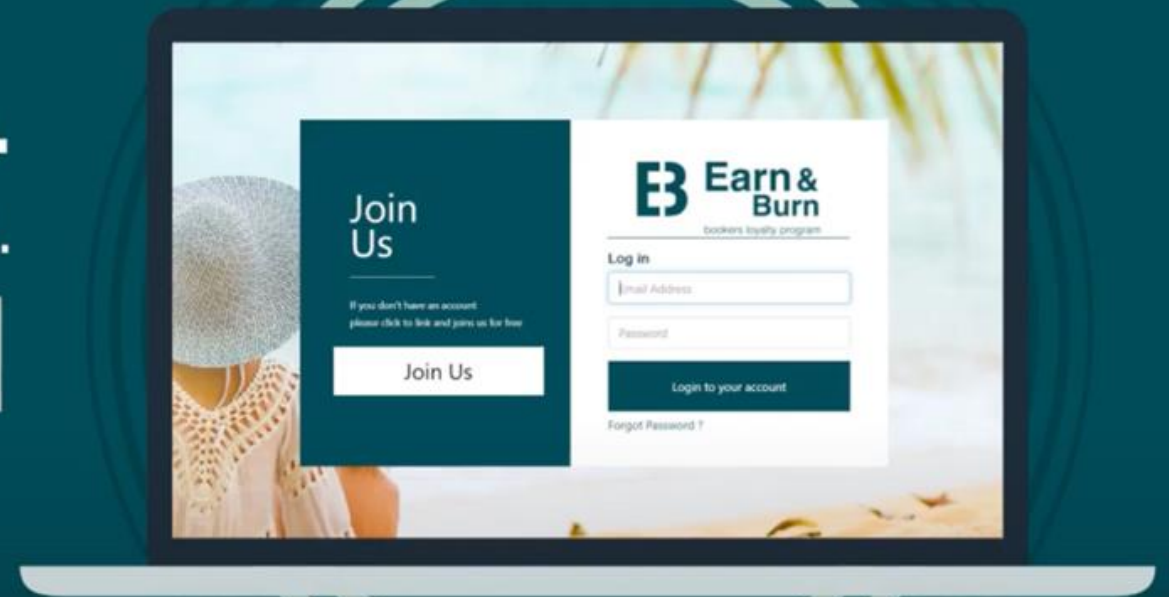 Join
Us
If you don't have an account
please click to link and joins us for free
Join Us
EB Earn &
Burn
bookers loyalty program
Log in
Email Address
Password
Login to your account
Forgot Password ?